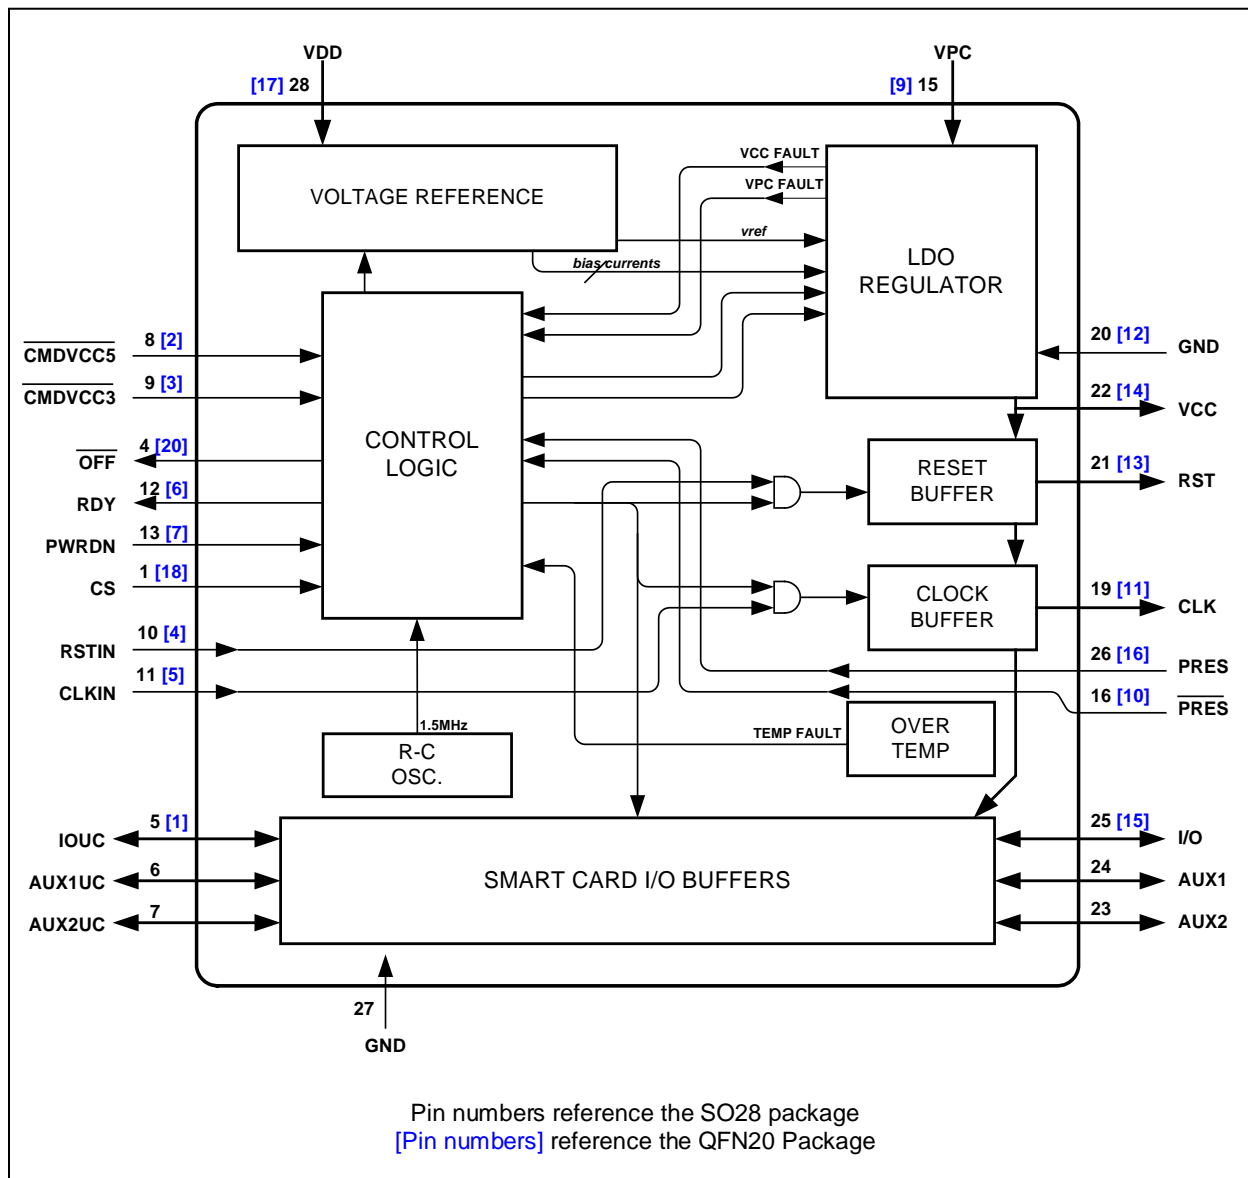 VDD
[17] 28
VPC
[9] 15
VOLTAGE REFERENCE
VCC FAULT
VPC FAULT
vref
bias currents
LDO
REGULATOR
CMDVCC5
8 [2]
CMDVCC3
9 [3]
OFF
4 [20]
RDY
12 [6]
PWRDN
13 [7]
CS
1 [18]
RSTIN
10 [4]
CLKIN
11 [5]
CONTROL
LOGIC
20 [12]
GND
22 [14]
VCC
RESET
BUFFER
21 [13]
RST
CLOCK
BUFFER
19 [11]
CLK
26 [16]
PRES
16 [10]
PRES
1.5MHz
R-C
OSC.
TEMP FAULT
OVER
TEMP
IOUC
5 [1]
AUX1UC
6
AUX2UC
7
SMART CARD I/O BUFFERS
25 [15]
I/O
24
AUX1
23
AUX2
27
GND
Pin numbers reference the SO28 package
[Pin numbers] reference the QFN20 Package